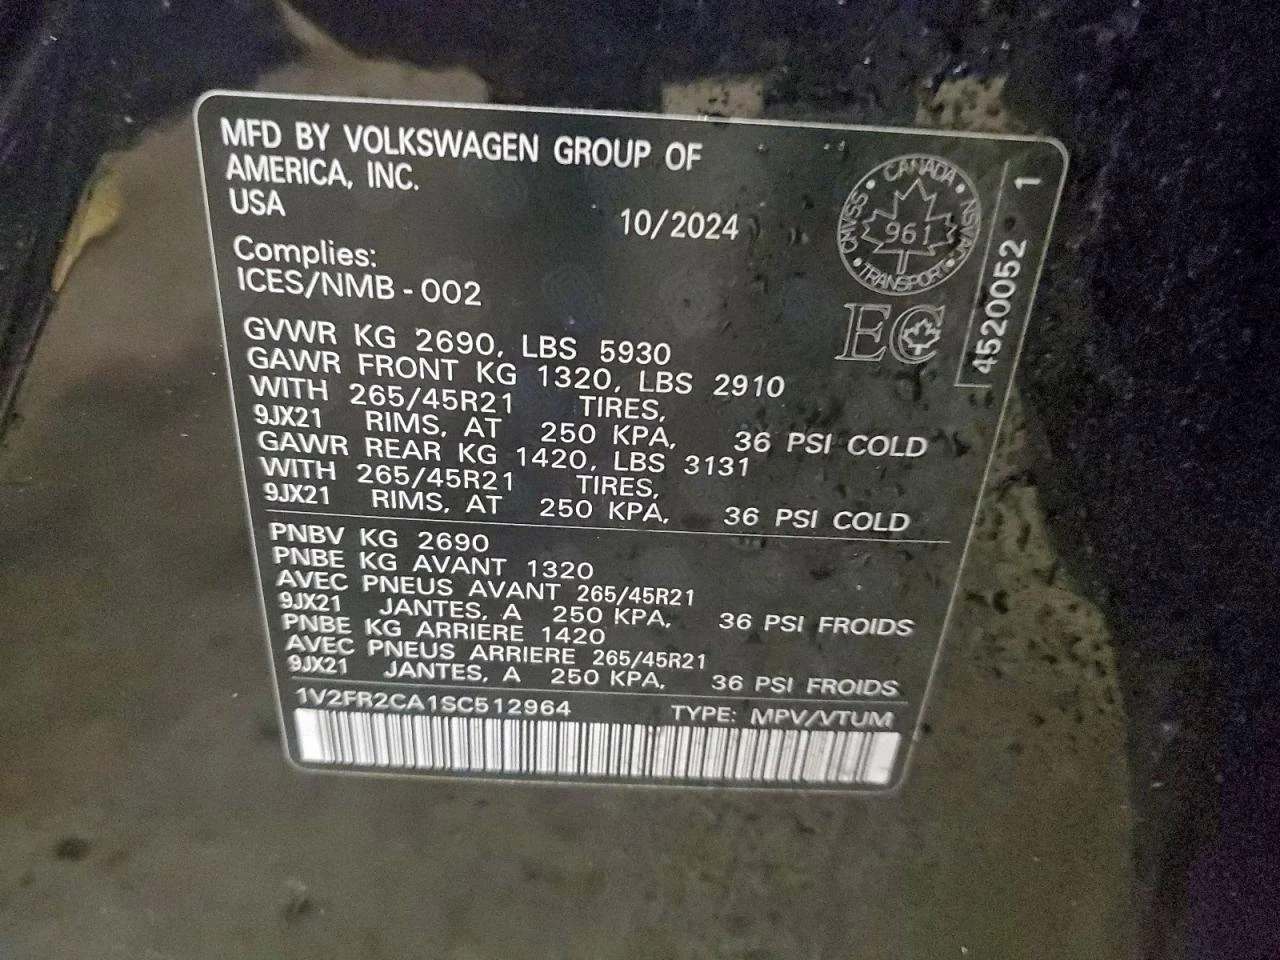 MFD BY VOLKSWAGEN GROUP OF
AMERICA, INC.
USA
10/2024
Complies:
ICES/NMB - 002
CANADA
CMVSS
NSVAC
961
TRANSPORT
EC
4520052 1
GVWR KG 2690, LBS 5930
GAWR FRONT KG 1320, LBS 2910
WITH 265/45R21 TIRES,
9JX21 RIMS, AT 250 KPA, 36 PSI COLD
GAWR REAR KG 1420, LBS 3131
WITH 265/45R21 TIRES,
9JX21 RIMS, AT 250 KPA, 36 PSI COLD
PNBV KG 2690
PNBE KG AVANT 1320
AVEC PNEUS AVANT 265/45R21
9JX21 JANTES, A 250 KPA, 36 PSI FROIDS
PNBE KG ARRIERE 1420
AVEC PNEUS ARRIERE 265/45R21
9JX21 JANTES, A 250 KPA, 36 PSI FROIDS
1V2FR2CA1SC512964 TYPE: MPV/VTUM